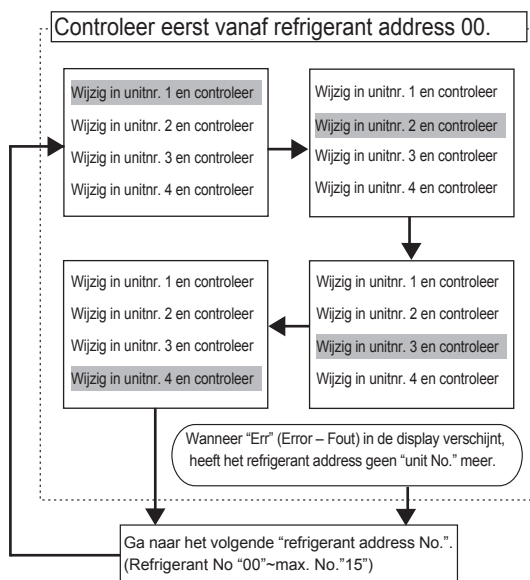 Controleer eerst vanaf refrigerant address 00.
Wijzig in unitnr. 1 en controleer
Wijzig in unitnr. 2 en controleer
Wijzig in unitnr. 3 en controleer
Wijzig in unitnr. 4 en controleer
Wijzig in unitnr. 1 en controleer
Wijzig in unitnr. 2 en controleer
Wijzig in unitnr. 3 en controleer
Wijzig in unitnr. 4 en controleer
Wijzig in unitnr. 1 en controleer
Wijzig in unitnr. 2 en controleer
Wijzig in unitnr. 3 en controleer
Wijzig in unitnr. 4 en controleer
Wijzig in unitnr. 1 en controleer
Wijzig in unitnr. 2 en controleer
Wijzig in unitnr. 3 en controleer
Wijzig in unitnr. 4 en controleer
Wanneer “Err” (Error – Fout) in de display verschijnt,
heeft het refrigerant address geen “unit No.” meer.
Ga naar het volgende “refrigerant address No.”.
(Refrigerant No “00”~max. No.”15”)